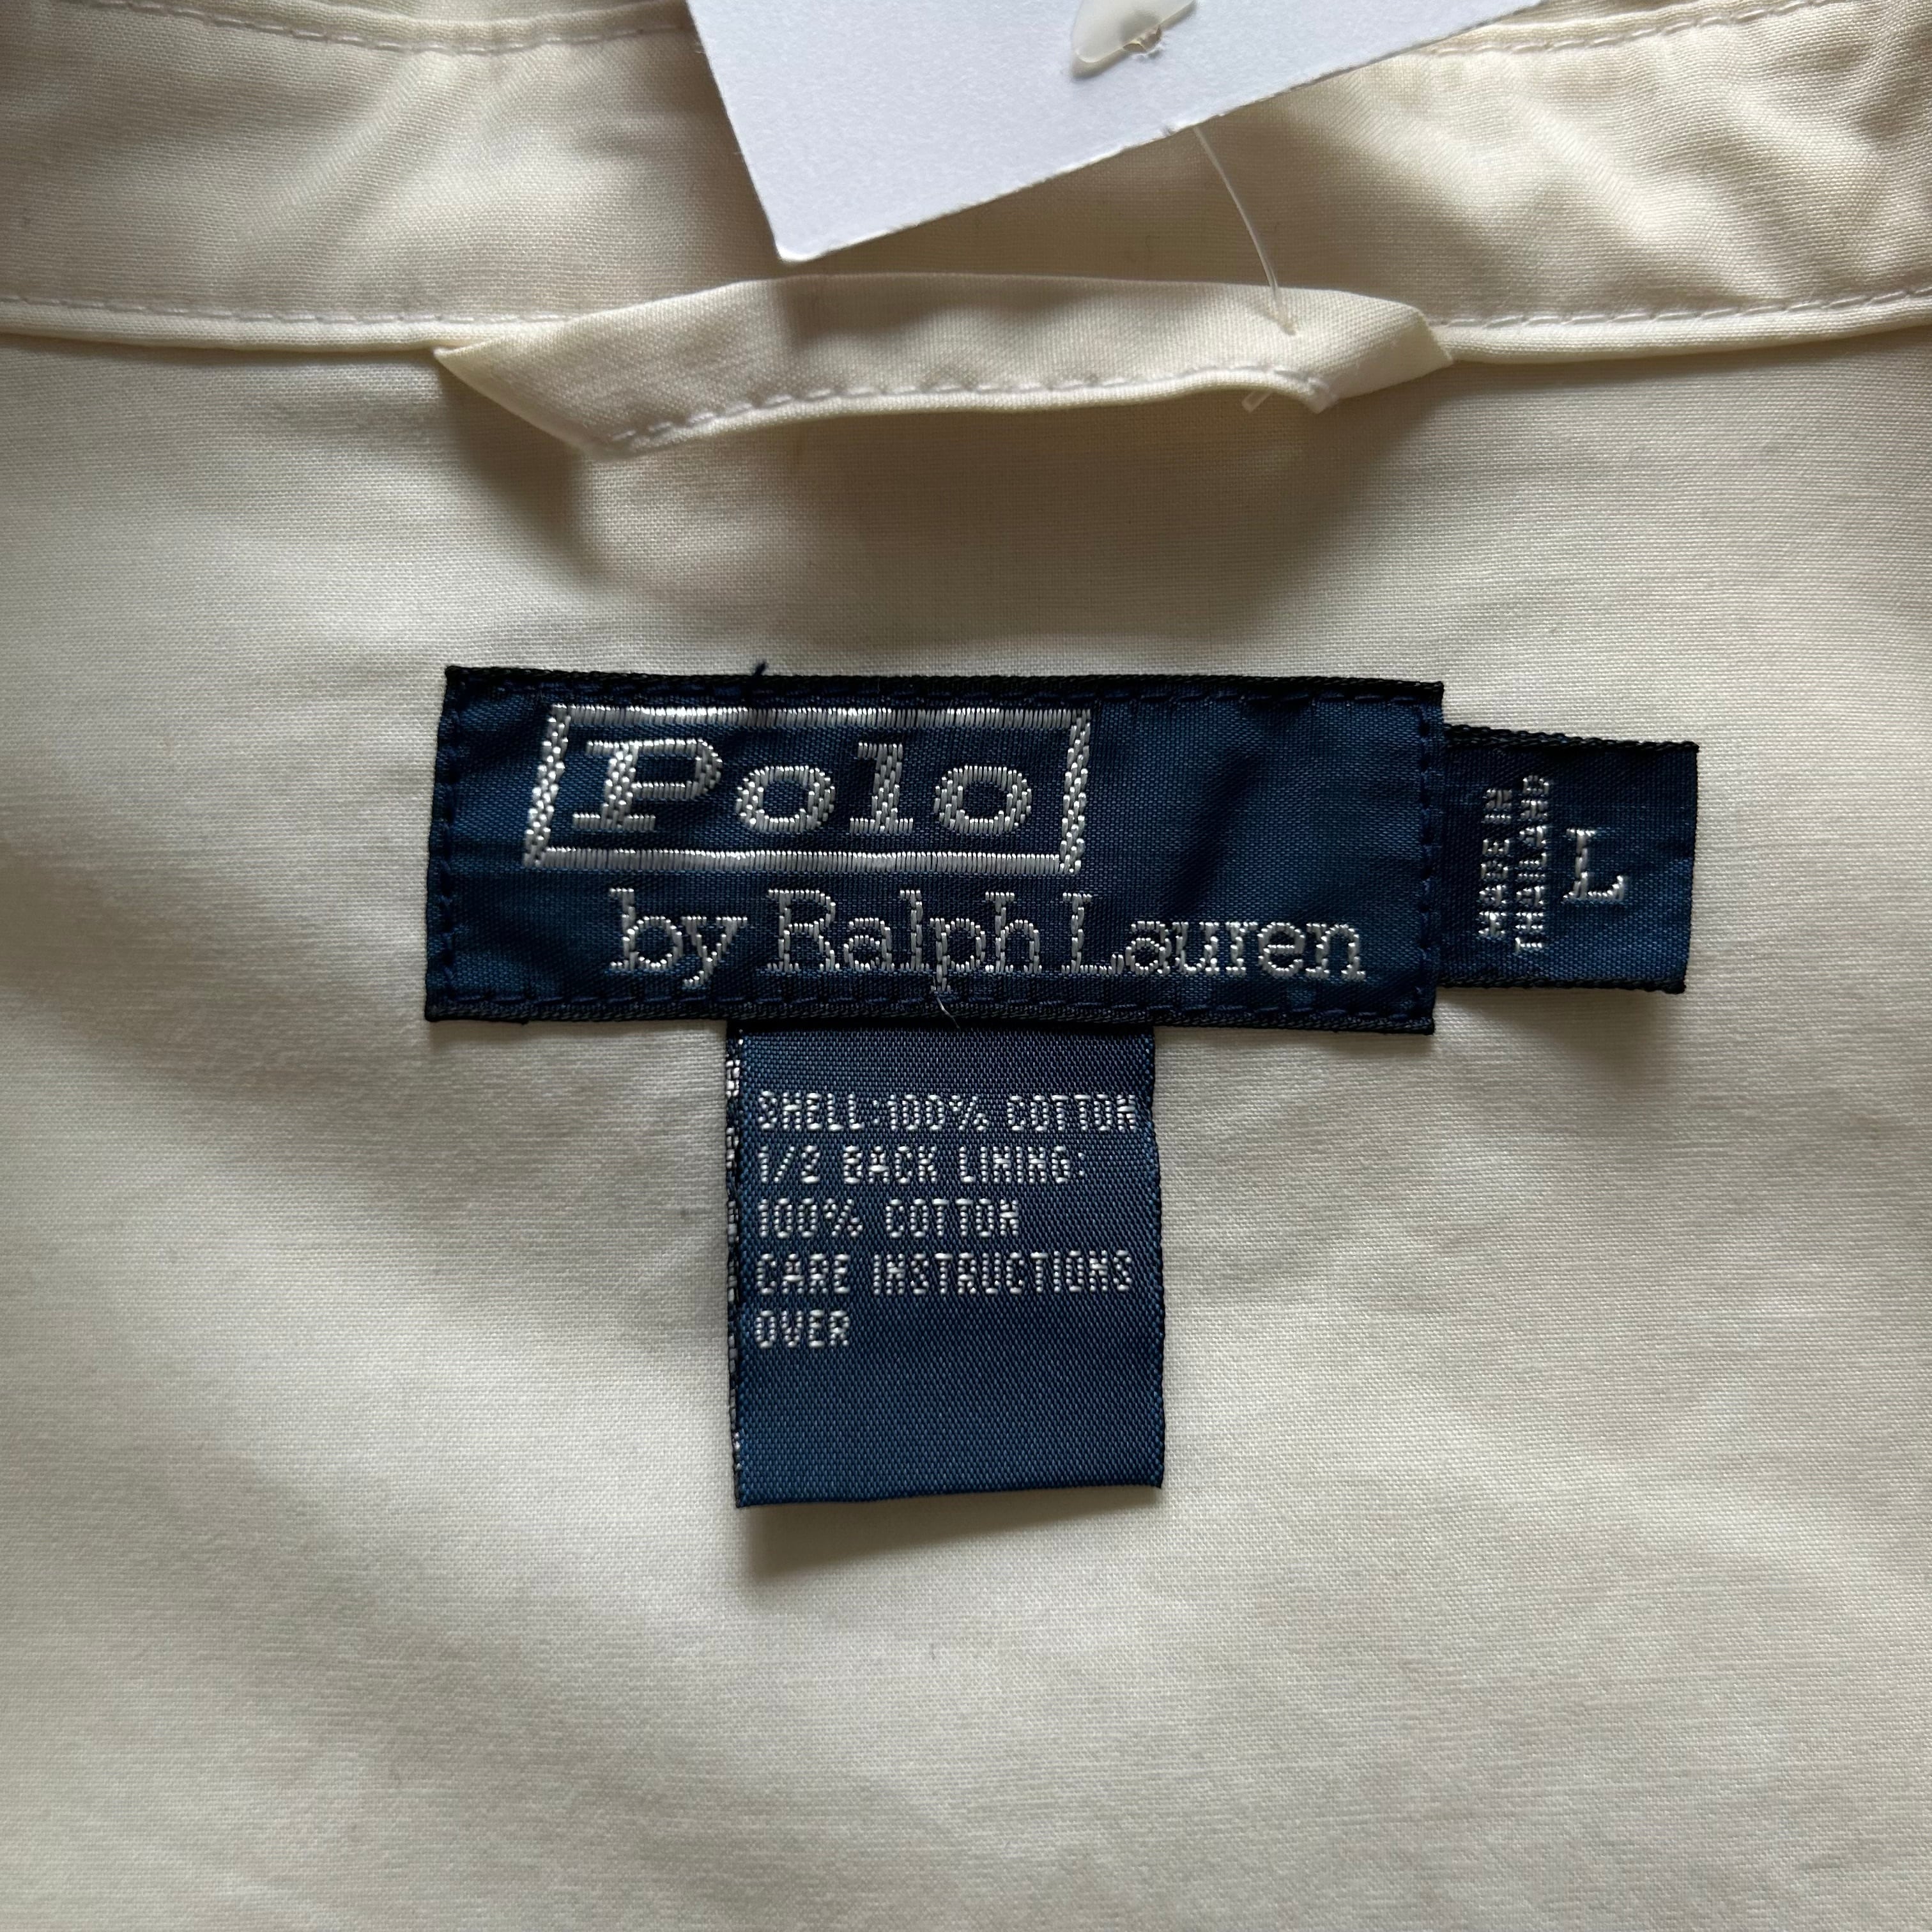 Polo
by Ralph Lauren
MADE IN
THAILAND
L
SHELL:100% COTTON
1/2 BACK LINING:
100% COTTON
CARE INSTRUCTIONS
OVER